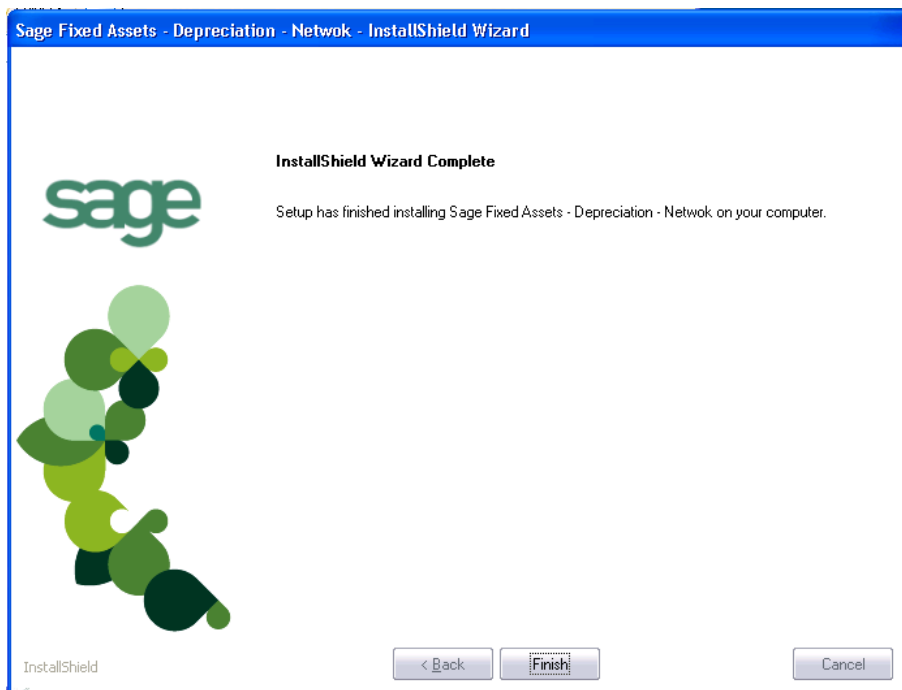 Sage Fixed Assets - Depreciation - Netwok - InstallShield Wizard
InstallShield Wizard Complete
sage
Setup has finished installing Sage Fixed Assets - Depreciation - Netwok on your computer.
InstallShield
< Back
Finish
Cancel